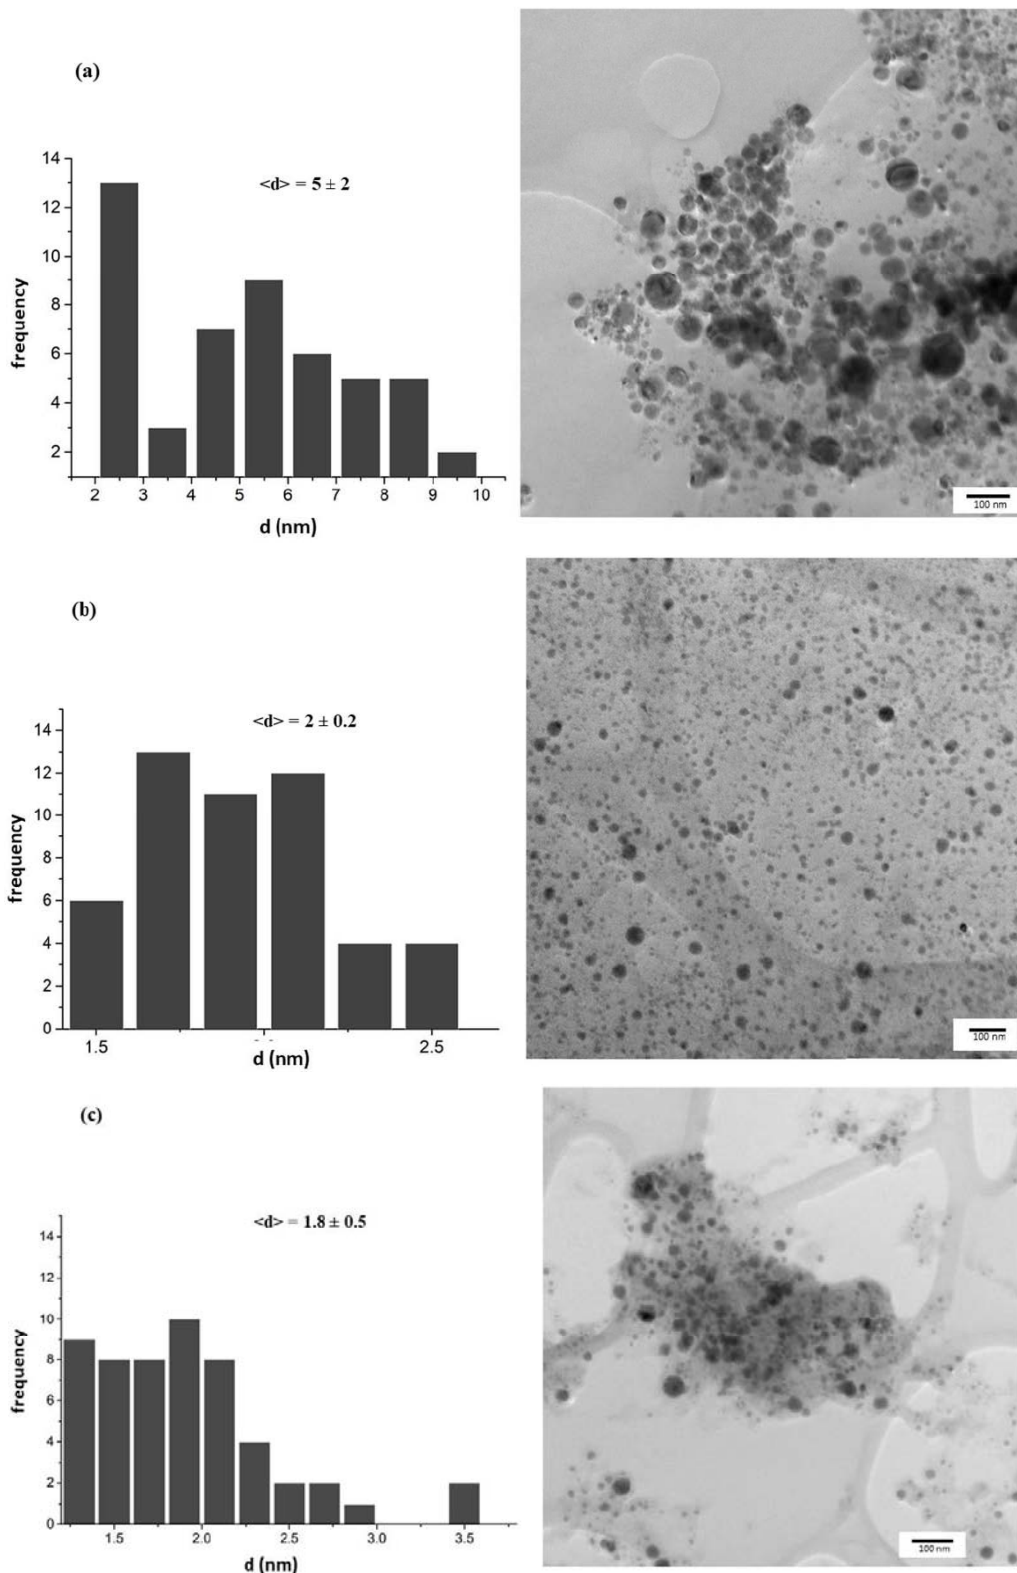 (a)
<d> = 5 ± 2
14
12
10
8
6
4
2
frequency
2 3 4 5 6 7 8 9 10
d (nm)
100 nm
(b)
<d> = 2 ± 0.2
14
12
10
8
6
4
2
0
frequency
1.5 2.5
d (nm)
100 nm
(c)
<d> = 1.8 ± 0.5
14
12
10
8
6
4
2
0
frequency
1.5 2.0 2.5 3.0 3.5
d (nm)
100 nm